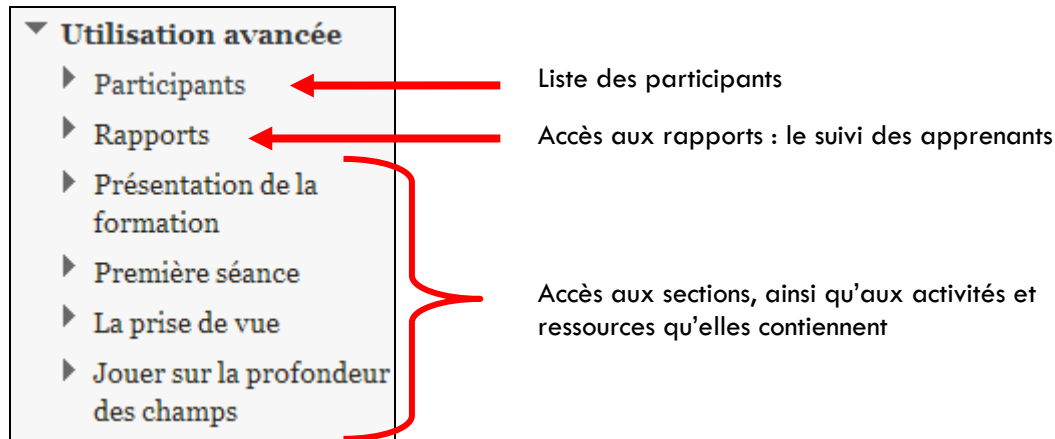 Utilisation avancée
Participants
Rapports
Présentation de la
formation
Première séance
La prise de vue
Jouer sur la profondeur
des champs
Liste des participants
Accès aux rapports : le suivi des apprenants
Accès aux sections, ainsi qu’aux activités et
ressources qu’elles contiennent